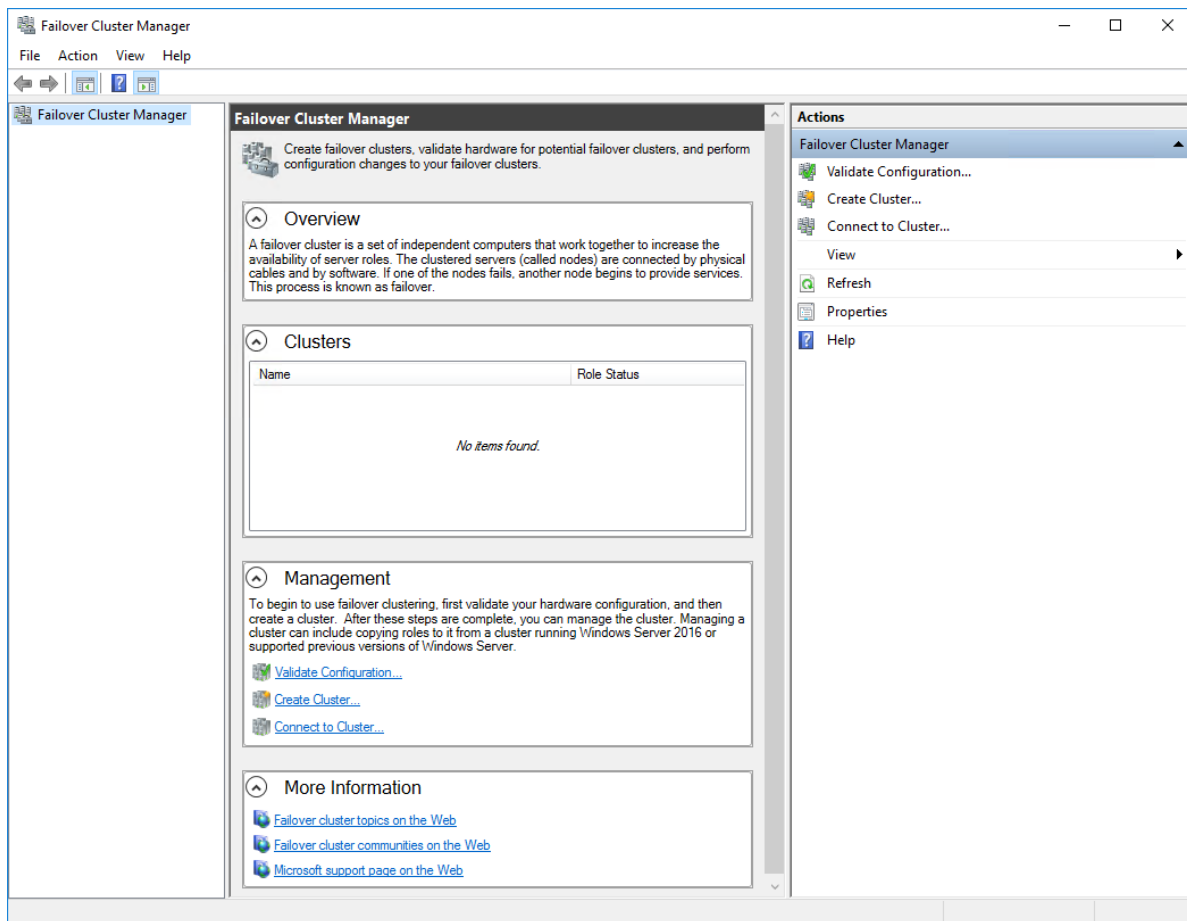 Failover Cluster Manager
File Action View Help
Failover Cluster Manager
Failover Cluster Manager
Create failover clusters, validate hardware for potential failover clusters, and perform
configuration changes to your failover clusters.
Overview
A failover cluster is a set of independent computers that work together to increase the
availability of server roles. The clustered servers (called nodes) are connected by physical
cables and by software. If one of the nodes fails, another node begins to provide services.
This process is known as failover.
Clusters
Name Role Status
No items found.
Management
To begin to use failover clustering, first validate your hardware configuration, and then
create a cluster. After these steps are complete, you can manage the cluster. Managing a
cluster can include copying roles to it from a cluster running Windows Server 2016 or
supported previous versions of Windows Server.
Validate Configuration...
Create Cluster...
Connect to Cluster...
More Information
Failover cluster topics on the Web
Failover cluster communities on the Web
Microsoft support page on the Web
Actions
Failover Cluster Manager
Validate Configuration...
Create Cluster...
Connect to Cluster...
View
Refresh
Properties
Help